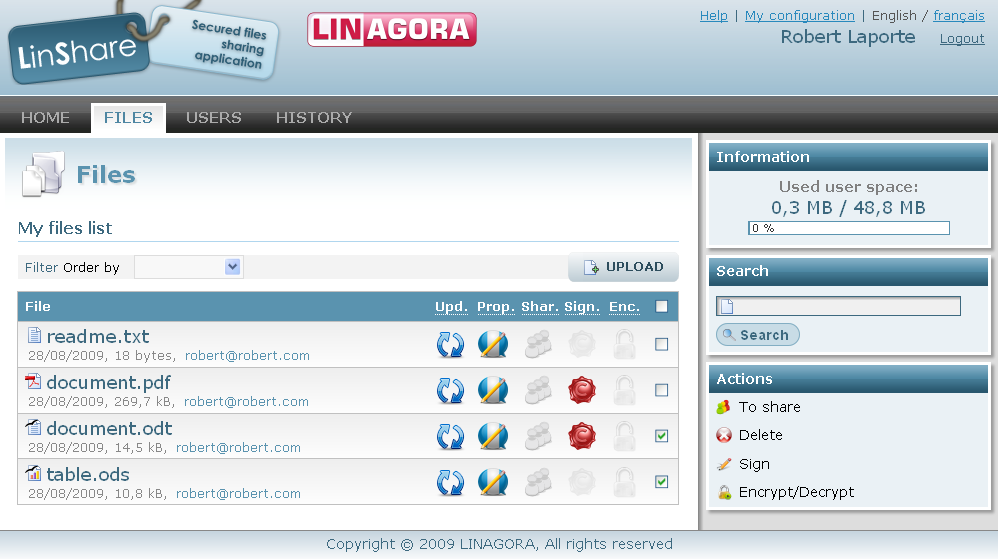 LinShare
Secured files
sharing
application
LINAGORA
Help | My configuration | English / français
Robert Laporte Logout
HOME FILES USERS HISTORY
Files
My files list
Filter Order by
UPLOAD
File Upd. Prop. Shar. Sign. Enc.
readme.txt
28/08/2009, 18 bytes, robert@robert.com
document.pdf
28/08/2009, 269,7 kB, robert@robert.com
document.odt
28/08/2009, 14,5 kB, robert@robert.com
table.ods
28/08/2009, 10,8 kB, robert@robert.com
Information
Used user space:
0,3 MB / 48,8 MB
0 %
Search
Search
Actions
To share
Delete
Sign
Encrypt/Decrypt
Copyright © 2009 LINAGORA, All rights reserved